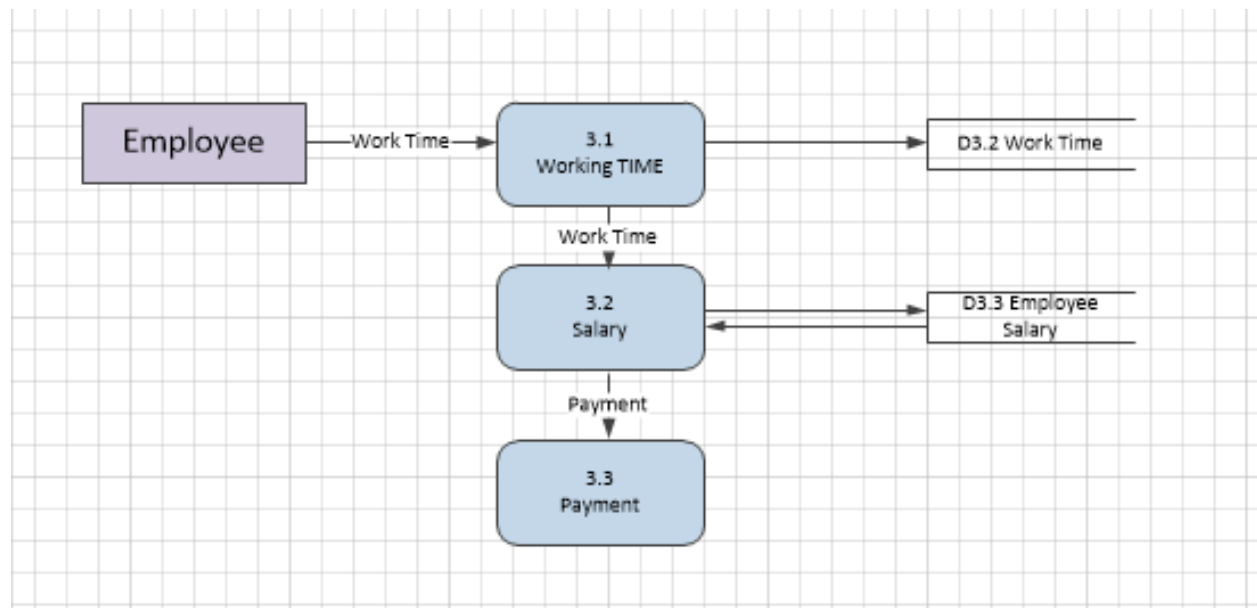 Employee
Work Time
3.1
Working TIME
D3.2 Work Time
Work Time
3.2
Salary
D3.3 Employee
Salary
Payment
3.3
Payment